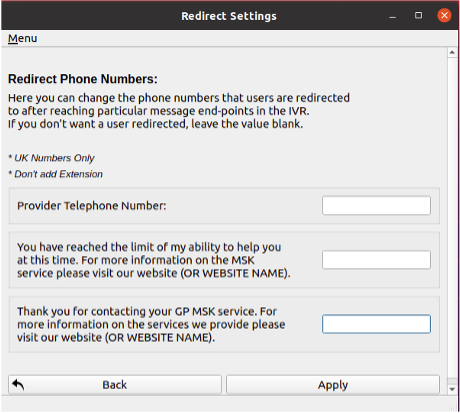 Redirect Settings
Menu
Redirect Phone Numbers:
Here you can change the phone numbers that users are redirected
to after reaching particular message end-points in the IVR.
If you don't want a user redirected, leave the value blank.
* UK Numbers Only
* Don't add Extension
Provider Telephone Number:
You have reached the limit of my ability to help you
at this time. For more information on the MSK
service please visit our website (OR WEBSITE NAME).
Thank you for contacting your GP MSK service. For
more information on the services we provide please
visit our website (OR WEBSITE NAME).
Back
Apply